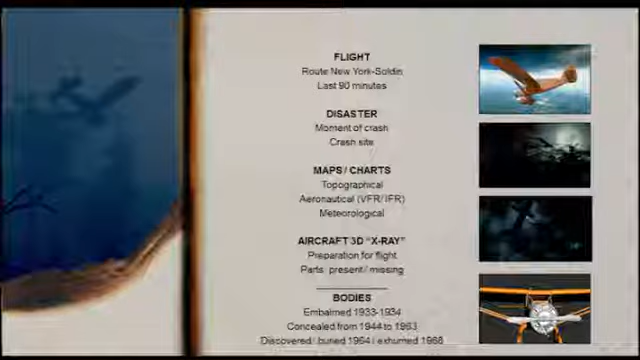 FLIGHT
Route New York-Soldin
Last 90 minutes
DISASTER
Moment of crash
Crash site
MAPS / CHARTS
Topographical
Aeronautical (VFR/ IFR)
Meteorological
AIRCRAFT 3D "X-RAY"
Preparation for flight
Parts present / missing
BODIES
Embalmed 1933-1934
Concealed from 1944 to 1963
Discovered / buried 1964 / exhumed 1968